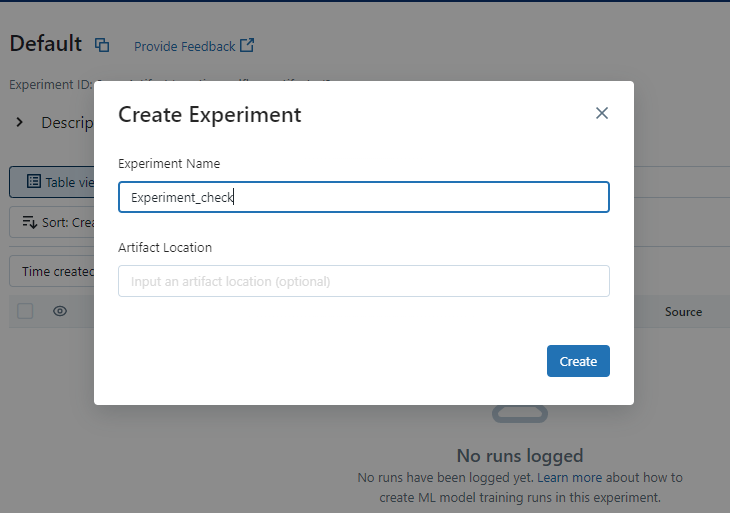 Default
Provide Feedback
Experiment ID:
Create Experiment
Descrip
Experiment Name
Table vie
Experiment_check
Sort: Crea
Artifact Location
Time created
Input an artifact location (optional)
Source
Create
No runs logged
No runs have been logged yet. Learn more about how to
create ML model training runs in this experiment.